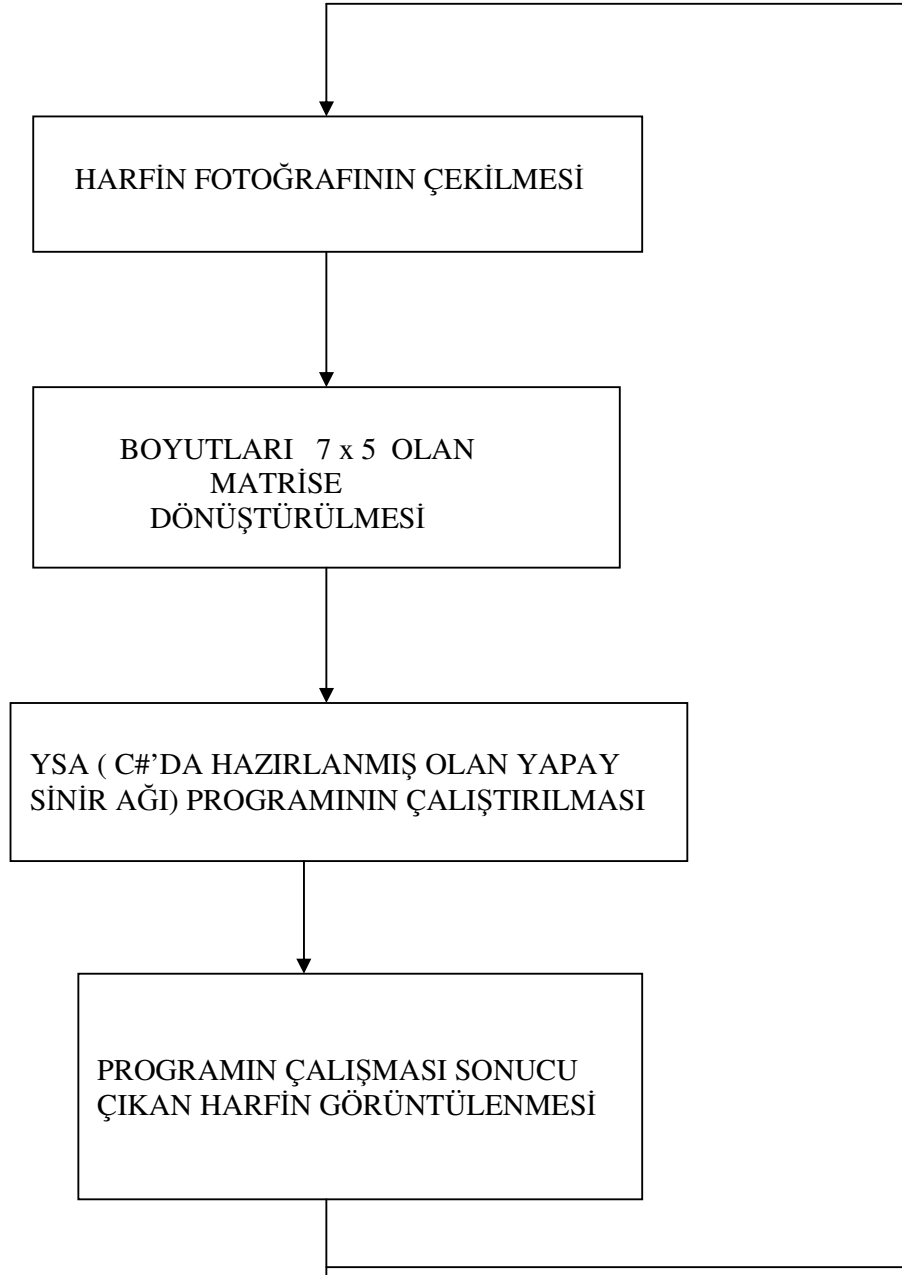 HARFİN FOTOĞRAFININ ÇEKİLMESİ
BOYUTLARI 7 x 5 OLAN
MATRİSE
DÖNÜŞTÜRÜLMESİ
YSA ( C#’DA HAZIRLANMIŞ OLAN YAPAY
SİNİR AĞI) PROGRAMININ ÇALIŞTIRILMASI
PROGRAMIN ÇALIŞMASI SONUCU
ÇIKAN HARFİN GÖRÜNTÜLENMESİ